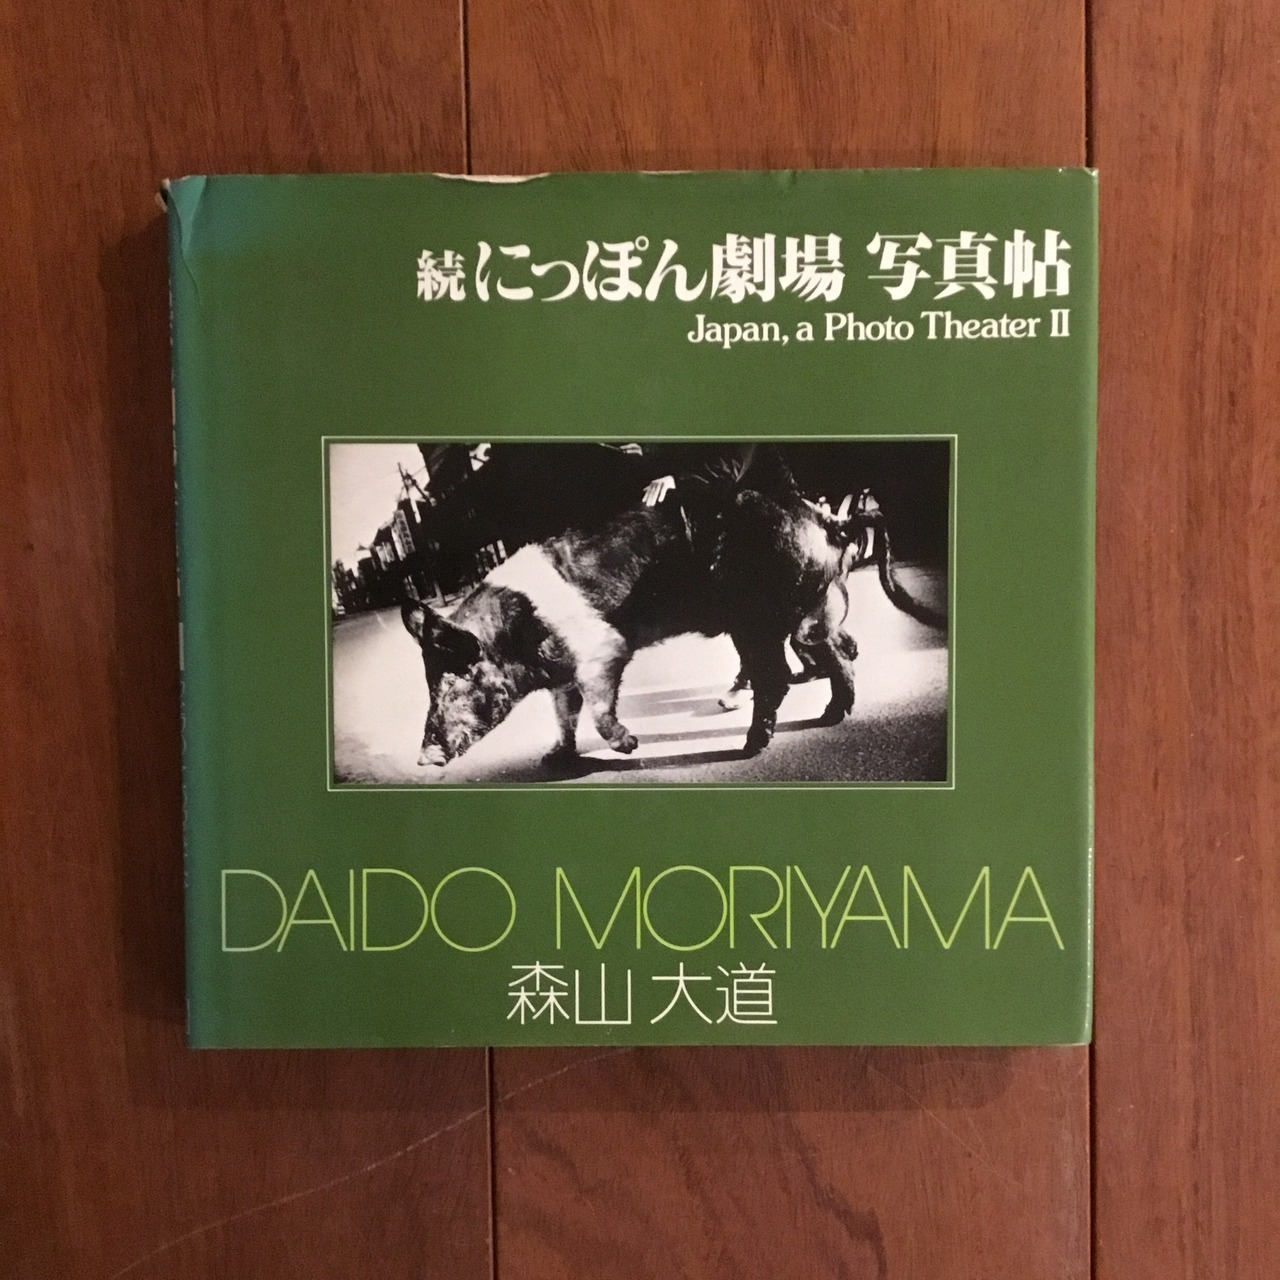 続にっぽん劇場 写真帖
Japan, a Photo Theater II
DAIDO MORIYAMA
森山 大道